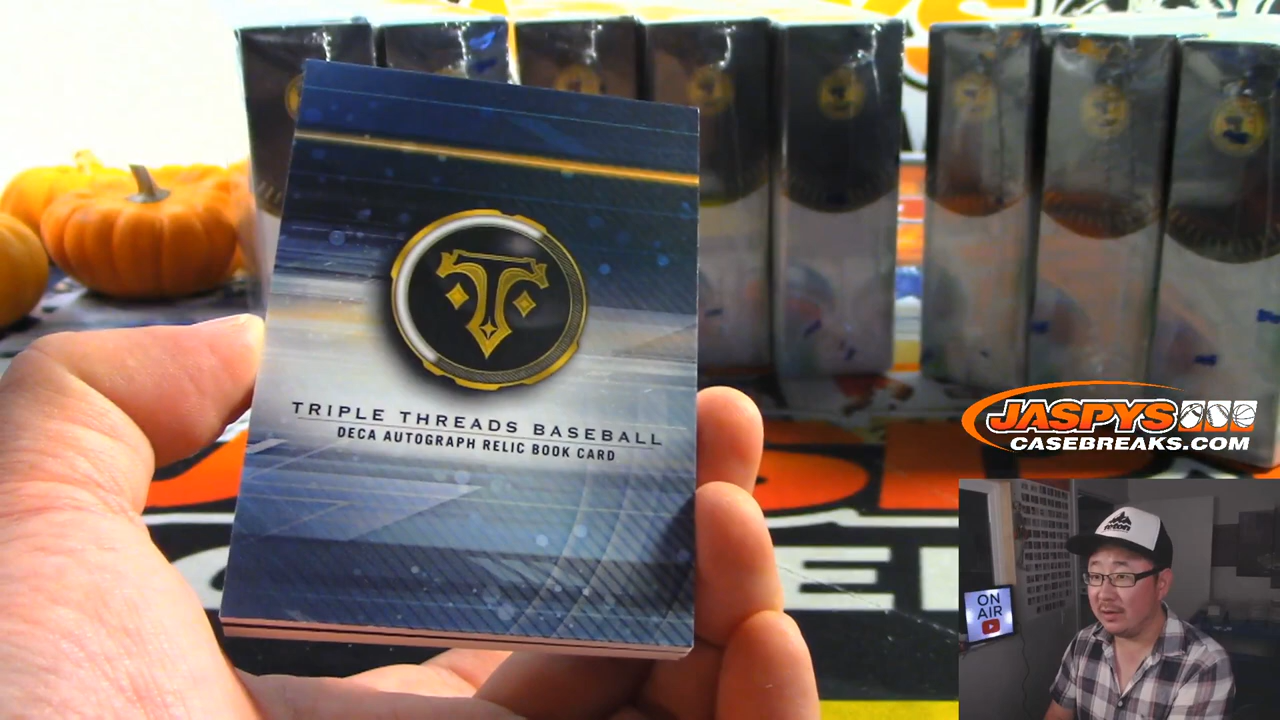 TRIPLE THREADS BASEBALL
DECA AUTOGRAPH RELIC BOOK CARD
JASPYS
CASEBREAKS.COM
ON
AIR